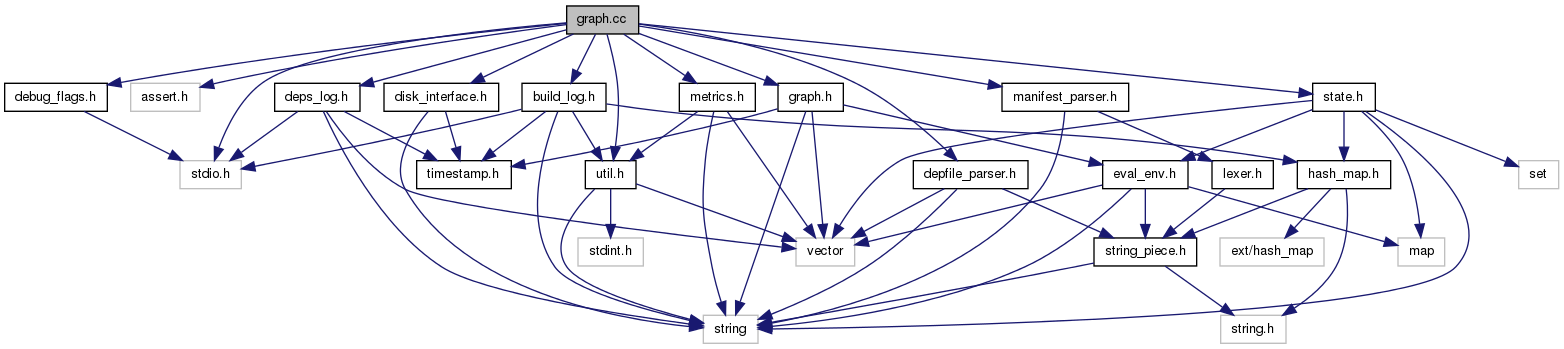 graph.cc
debug_flags.h
assert.h
deps_log.h
disk_interface.h
build_log.h
metrics.h
graph.h
manifest_parser.h
state.h
stdio.h
timestamp.h
util.h
depfile_parser.h
eval_env.h
lexer.h
hash_map.h
set
stdint.h
vector
string_piece.h
ext/hash_map
map
string
string.h